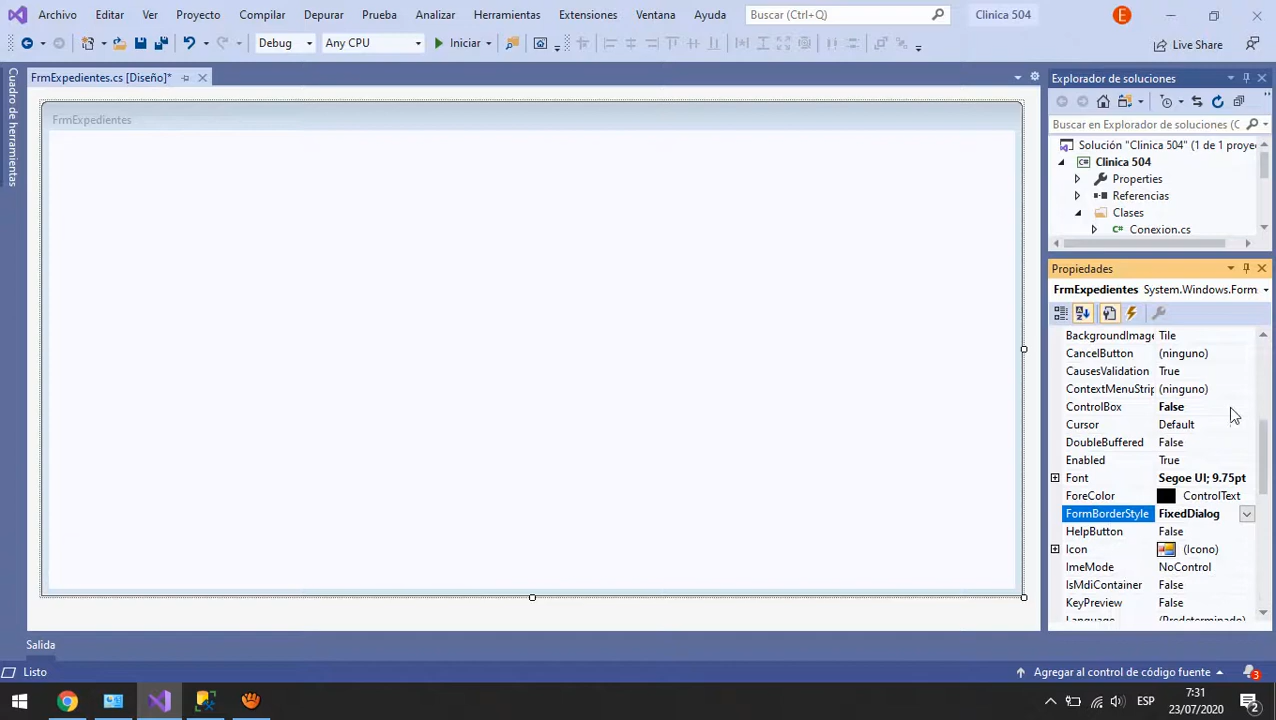 Archivo Editar Ver Proyecto Compilar Depurar Prueba Analizar Herramientas Extensiones Ventana Ayuda Buscar (Ctrl+Q) Clinica 504 E
Debug Any CPU Iniciar Live Share
Cuadro de herramientas
FrmExpedientes.cs [Diseño]*
FrmExpedientes
Explorador de soluciones
Buscar en Explorador de soluciones (C
Solución "Clinica 504" (1 de 1 proye
Clinica 504
Properties
Referencias
Clases
C# Conexion.cs
Propiedades
FrmExpedientes System.Windows.Form
BackgroundImage Tile
CancelButton (ninguno)
CausesValidation True
ContextMenuStrip (ninguno)
ControlBox False
Cursor Default
DoubleBuffered False
Enabled True
Font Segoe UI; 9.75pt
ForeColor ControlText
FormBorderStyle FixedDialog
HelpButton False
Icon (Icono)
ImeMode NoControl
IsMdiContainer False
KeyPreview False
Language (Predeterminado)
Salida
Listo Agregar al control de código fuente 3
ESP 7:31
23/07/2020 2